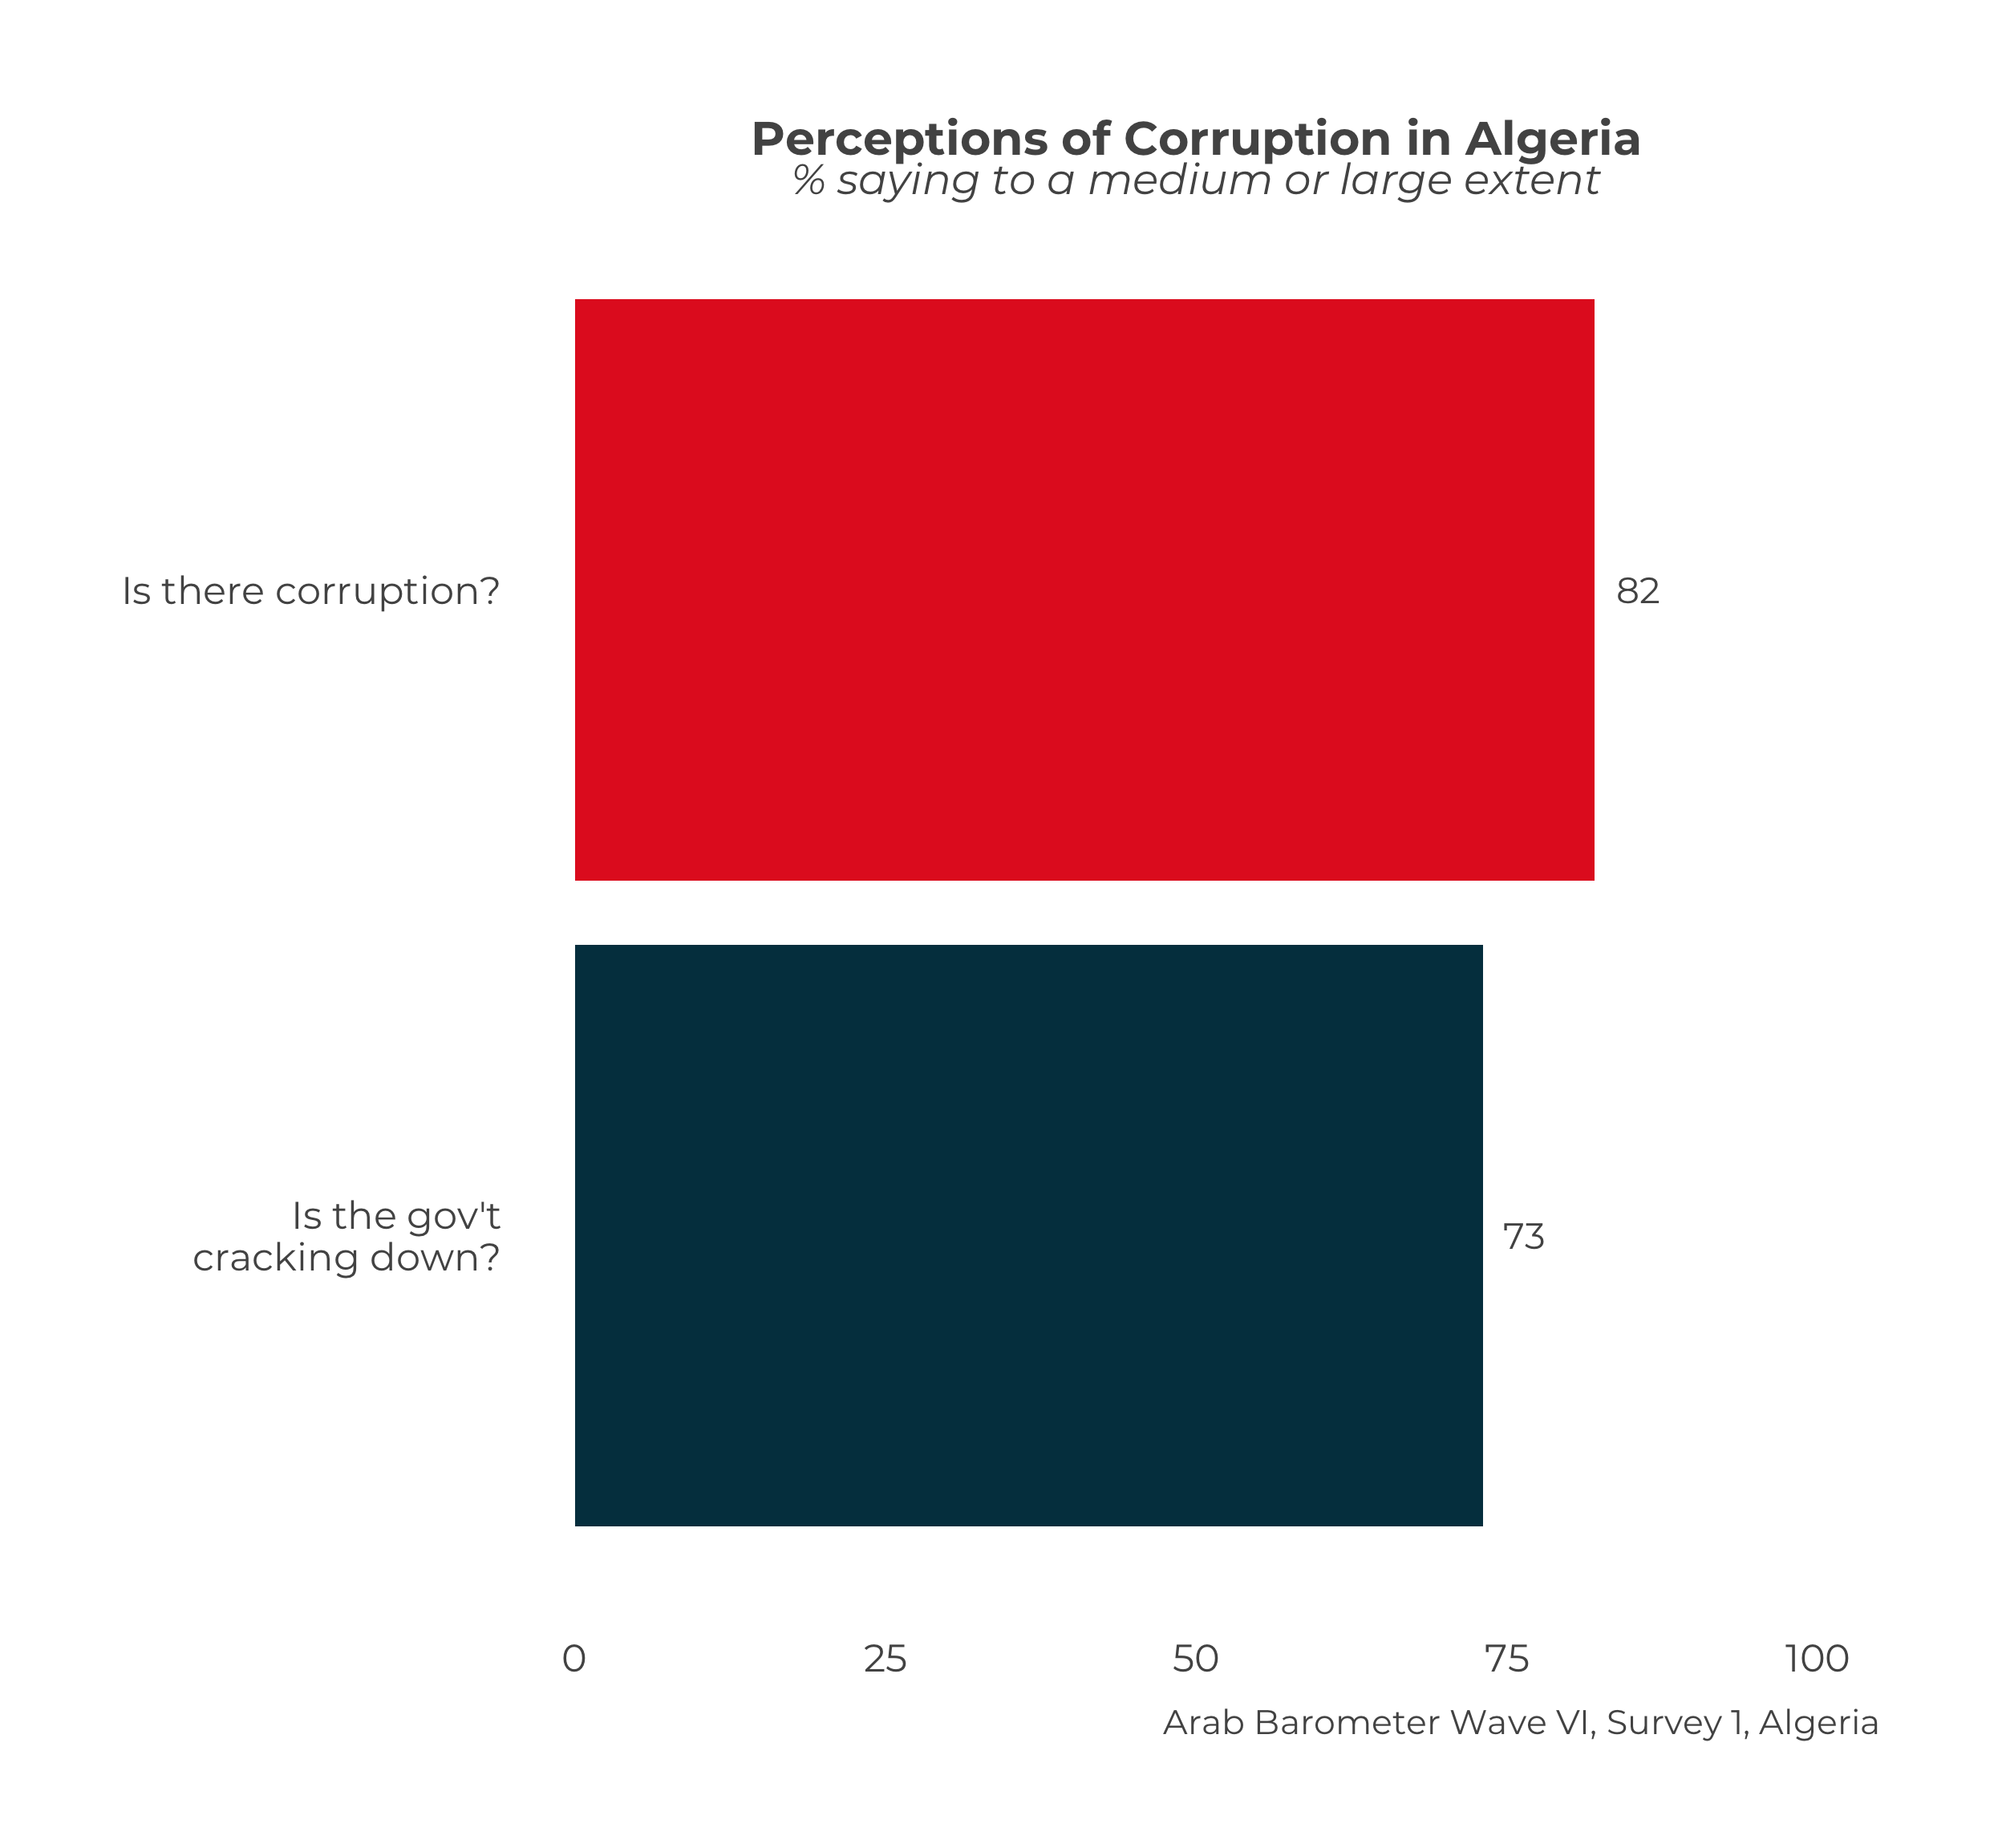 Perceptions of Corruption in Algeria
% saying to a medium or large extent
Is there corruption?
82
Is the gov't
cracking down?
73
0 25 50 75 100
Arab Barometer Wave VI, Survey 1, Algeria